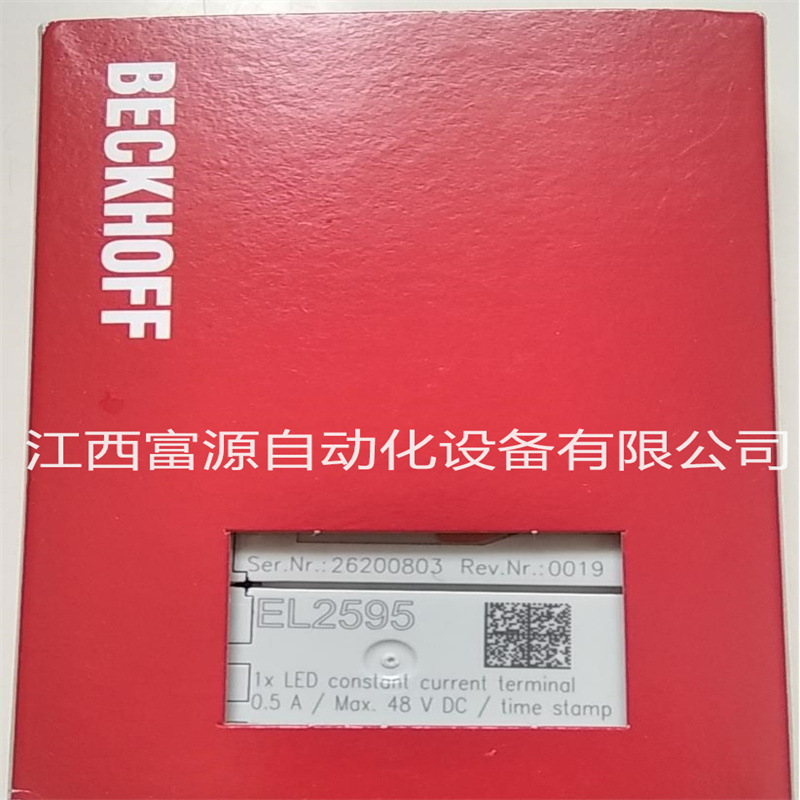 BECKHOFF
江西富源自动化设备有限公司
Ser.Nr.:26200803 Rev.Nr.:0019
EL2595
1x LED constant current terminal
0.5 A / Max. 48 V DC / time stamp